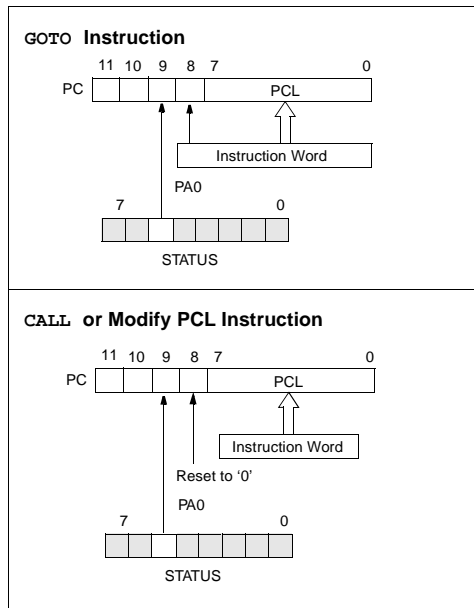 GOTO Instruction
11 10 9 8 7 0
PC PCL
Instruction Word
PA0
7 0
STATUS
CALL or Modify PCL Instruction
11 10 9 8 7 0
PC PCL
Instruction Word
Reset to ‘0’
PA0
7 0
STATUS